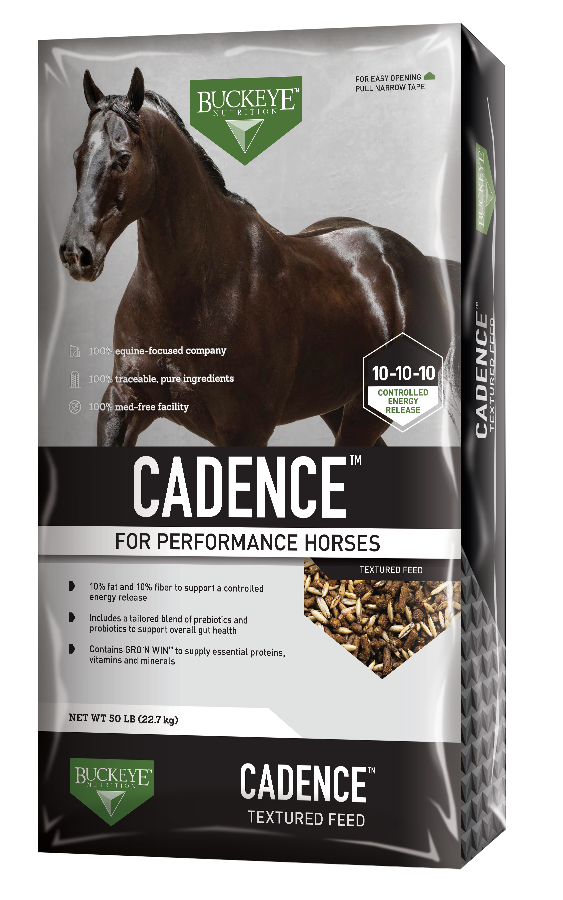 BUCKEYE™
NUTRITION
FOR EASY OPENING
PULL NARROW TAPE
100% equine-focused company
100% traceable, pure ingredients
100% med-free facility
10-10-10
CONTROLLED
ENERGY
RELEASE
CADENCE™
FOR PERFORMANCE HORSES
TEXTURED FEED
10% fat and 10% fiber to support a controlled
energy release
Includes a tailored blend of prebiotics and
probiotics to support overall gut health
Contains GRO'N WIN™ to supply essential proteins,
vitamins and minerals
NET WT 50 LB (22.7 kg)
BUCKEYE™
NUTRITION
CADENCE™
TEXTURED FEED
BUCKEYE
CADENCE™
TEXTURED FEED